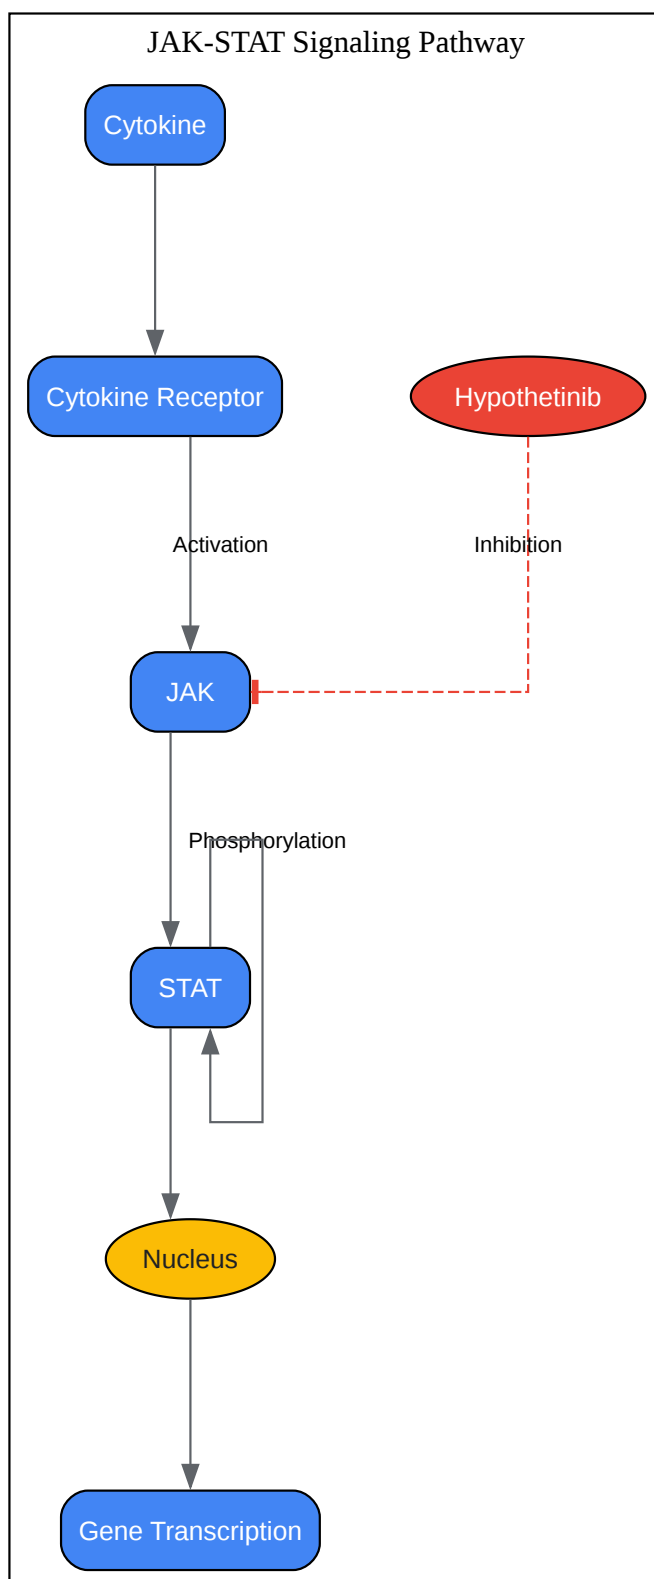 JAK-STAT Signaling Pathway
Cytokine
Cytokine Receptor
Hypothetinib
Activation
Inhibition
JAK
Phosphorylation
STAT
Nucleus
Gene Transcription